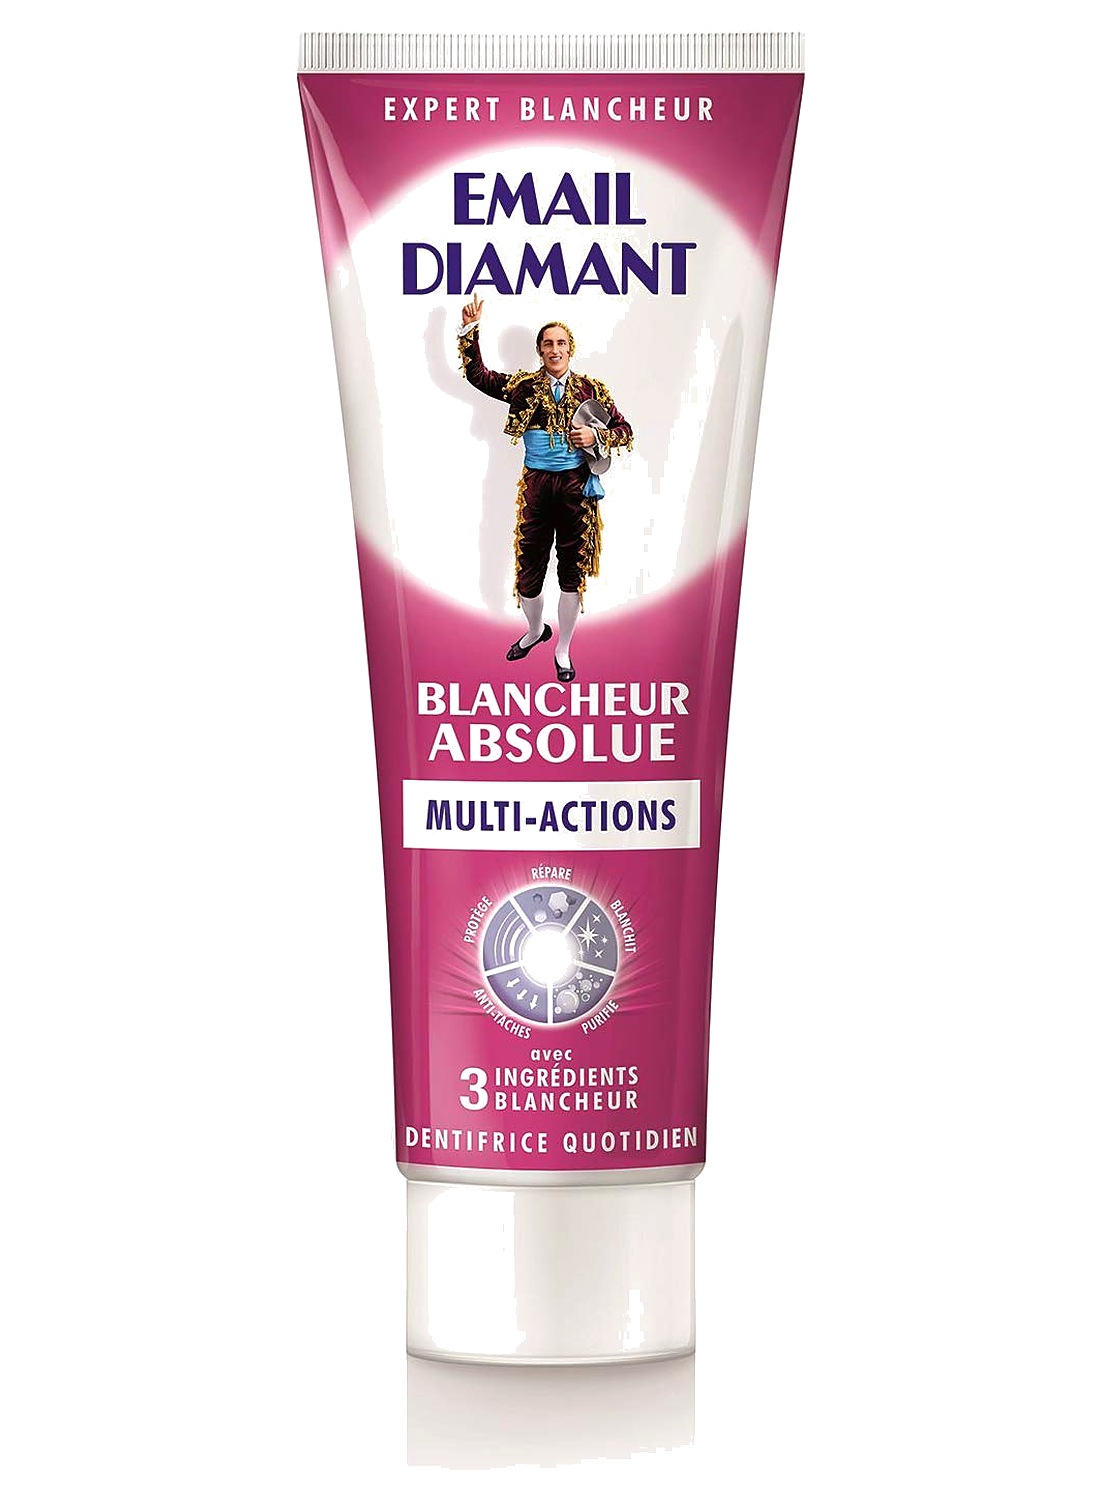 EXPERT BLANCHEUR
EMAIL
DIAMANT
BLANCHEUR
ABSOLUE
MULTI-ACTIONS
RÉPARE
PROTÈGE
BLANCHIT
ANTI-TACHES
PURIFIE
avec
3 INGRÉDIENTS
BLANCHEUR
DENTIFRICE QUOTIDIEN